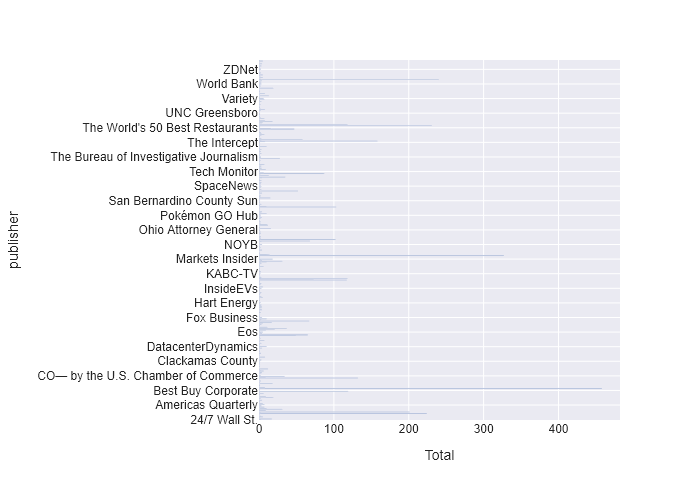 ZDNet
World Bank
Variety
UNC Greensboro
The World's 50 Best Restaurants
The Intercept
The Bureau of Investigative Journalism
Tech Monitor
SpaceNews
San Bernardino County Sun
Pokémon GO Hub
Ohio Attorney General
NOYB
Markets Insider
KABC-TV
InsideEVs
Hart Energy
Fox Business
Eos
DatacenterDynamics
Clackamas County
CO— by the U.S. Chamber of Commerce
Best Buy Corporate
Americas Quarterly
24/7 Wall St.
publisher
0 100 200 300 400
Total